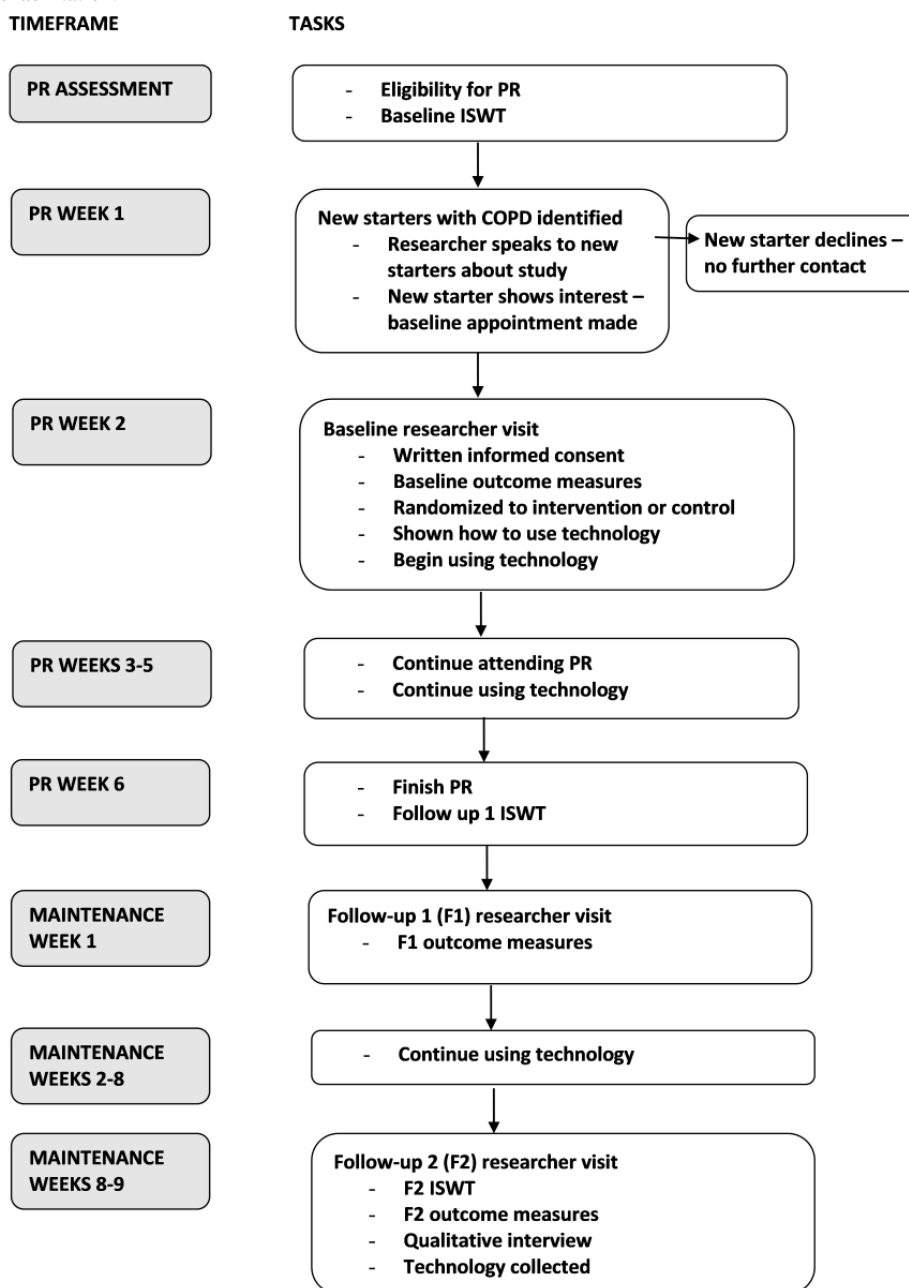 TIMEFRAME
TASKS
PR ASSESSMENT
- Eligibility for PR
- Baseline ISWT
PR WEEK 1
New starters with COPD identified
- Researcher speaks to new
starters about study
- New starter shows interest –
baseline appointment made
New starter declines –
no further contact
PR WEEK 2
Baseline researcher visit
- Written informed consent
- Baseline outcome measures
- Randomized to intervention or control
- Shown how to use technology
- Begin using technology
PR WEEKS 3-5
- Continue attending PR
- Continue using technology
PR WEEK 6
- Finish PR
- Follow up 1 ISWT
MAINTENANCE
WEEK 1
Follow-up 1 (F1) researcher visit
- F1 outcome measures
MAINTENANCE
WEEKS 2-8
- Continue using technology
MAINTENANCE
WEEKS 8-9
Follow-up 2 (F2) researcher visit
- F2 ISWT
- F2 outcome measures
- Qualitative interview
- Technology collected